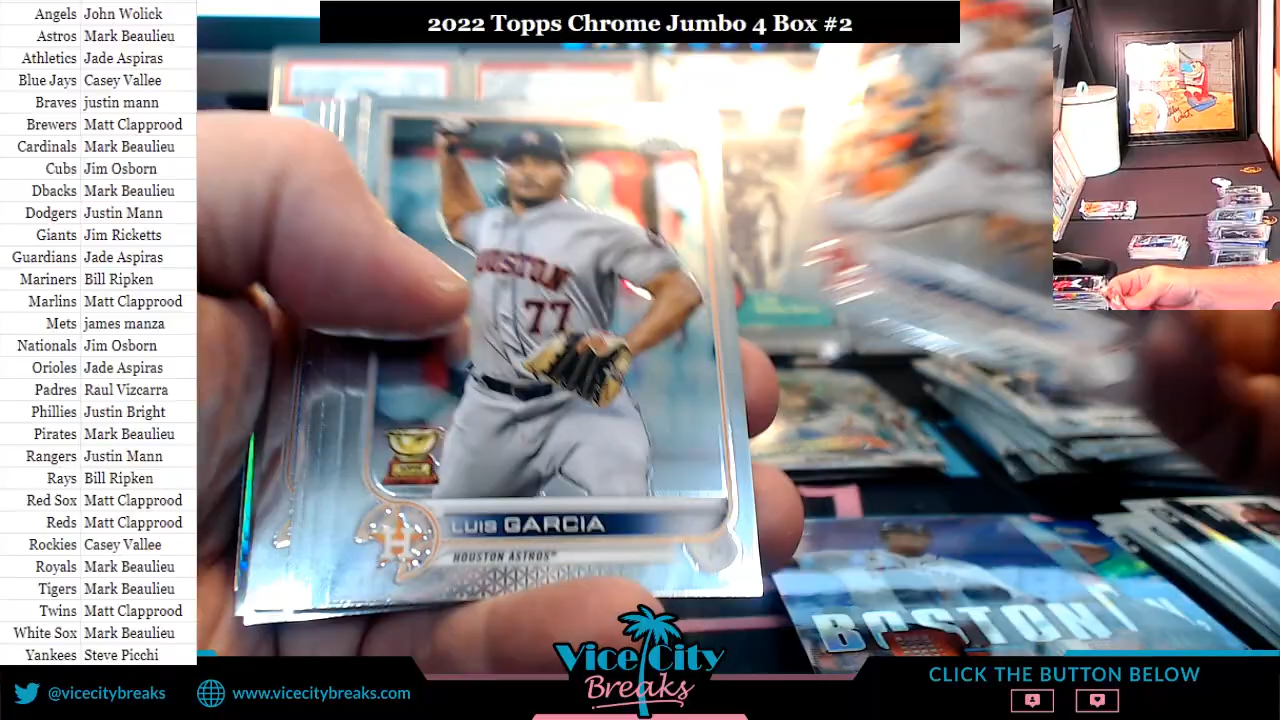 2022 Topps Chrome Jumbo 4 Box #2
Angels John Wolick
Astros Mark Beaulieu
Athletics Jade Aspiras
Blue Jays Casey Vallee
Braves justin mann
Brewers Matt Clapprood
Cardinals Mark Beaulieu
Cubs Jim Osborn
Dbacks Mark Beaulieu
Dodgers Justin Mann
Giants Jim Ricketts
Guardians Jade Aspiras
Mariners Bill Ripken
Marlins Matt Clapprood
Mets james manza
Nationals Jim Osborn
Orioles Jade Aspiras
Padres Raul Vizcarra
Phillies Justin Bright
Pirates Mark Beaulieu
Rangers Justin Mann
Rays Bill Ripken
Red Sox Matt Clapprood
Reds Matt Clapprood
Rockies Casey Vallee
Royals Mark Beaulieu
Tigers Mark Beaulieu
Twins Matt Clapprood
White Sox Mark Beaulieu
Yankees Steve Picchi
HOUSTON
77
H
LUIS GARCIA
HOUSTON ASTROS
BOSTON
@vicecitybreaks
www.vicecitybreaks.com
Vice City
Breaks
CLICK THE BUTTON BELOW